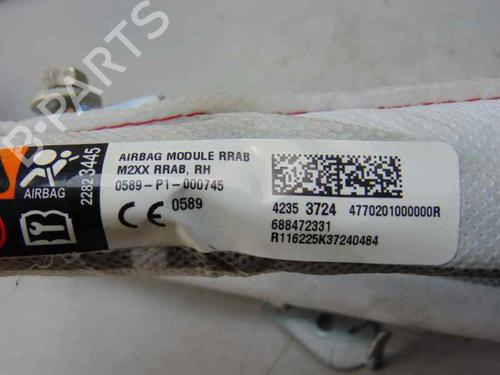 B-PARTS
AIRBAG
2282 3445
AIRBAG MODULE RRAB
M2XX RRAB, RH
0589-P1-000745
CE 0589
4235 3724 4770201000000R
688472331
R116225K37240484